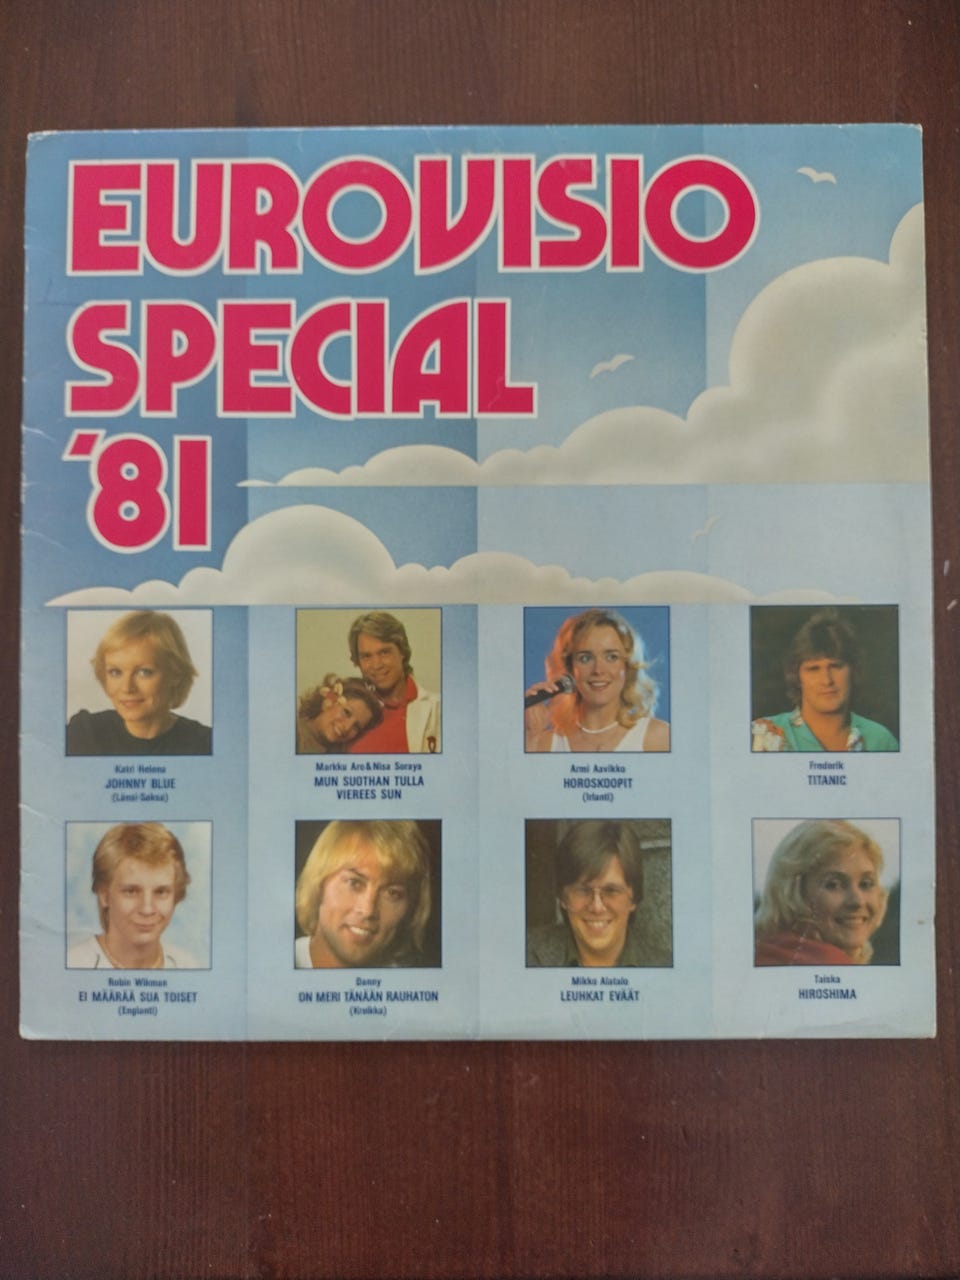 EUROVISIO
SPECIAL
'81
Katri Helena
JOHNNY BLUE
(Länsi-Saksa)
Markku Aro & Nisa Soraya
MUN SUOTHAN TULLA
VIEREES SUN
Armi Aavikko
HOROSKOOPIT
(Irlanti)
Frederik
TITANIC
Robin Wikman
EI MÄÄRÄÄ SUA TOISET
(Englanti)
Danny
ON MERI TÄNÄÄN RAUHATON
(Kreikka)
Mikko Alatalo
LEUHKAT EVÄÄT
Taiska
HIROSHIMA